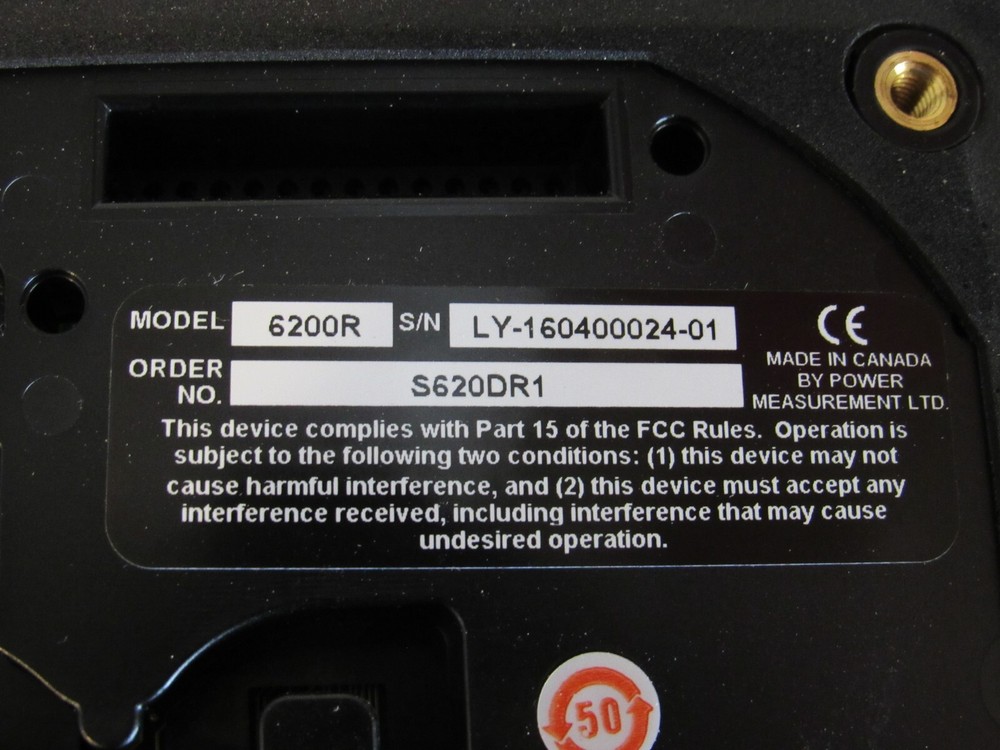 MODEL 6200R S/N LY-160400024-01
ORDER NO. S620DR1
CE
MADE IN CANADA
BY POWER
MEASUREMENT LTD.
This device complies with Part 15 of the FCC Rules. Operation is
subject to the following two conditions: (1) this device may not
cause harmful interference, and (2) this device must accept any
interference received, including interference that may cause
undesired operation.
50